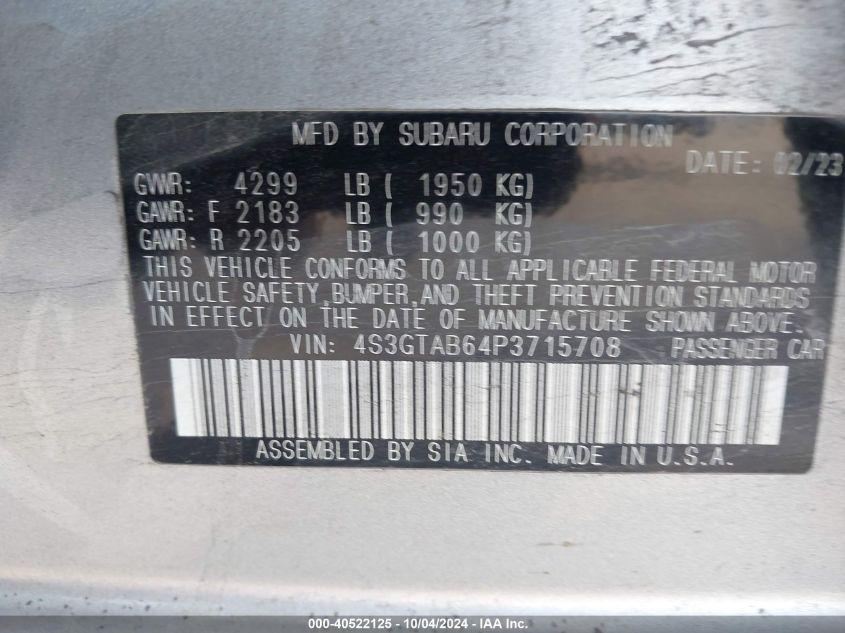 MFD BY SUBARU CORPORATION
DATE: 02/23
GVWR: 4299 LB ( 1950 KG)
GAWR: F 2183 LB ( 990 KG)
GAWR: R 2205 LB ( 1000 KG)
THIS VEHICLE CONFORMS TO ALL APPLICABLE FEDERAL MOTOR
VEHICLE SAFETY,BUMPER,AND THEFT PREVENTION STANDARDS
IN EFFECT ON THE DATE OF MANUFACTURE SHOWN ABOVE.
VIN: 4S3GTAB64P3715708 PASSENGER CAR
ASSEMBLED BY SIA INC. MADE IN U.S.A.
000-40522125 - 10/04/2024 - IAA Inc.